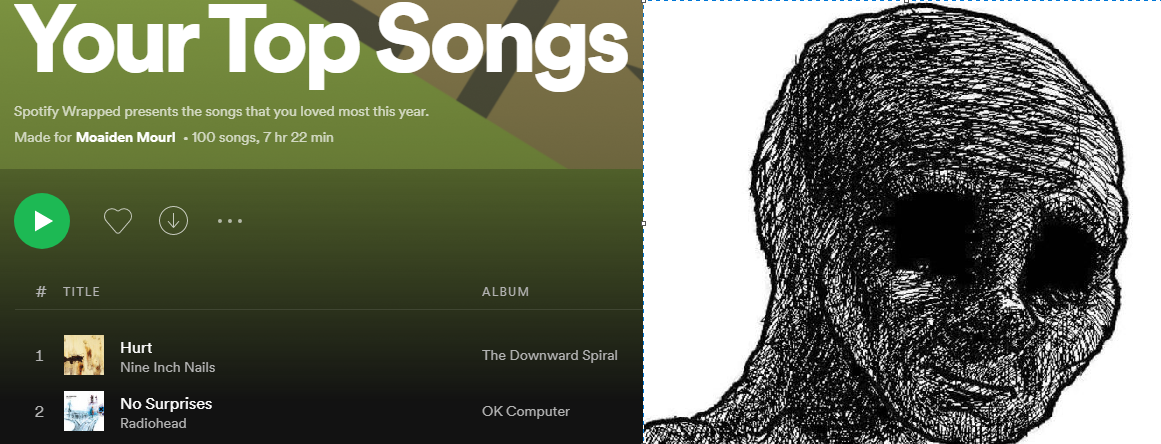 Your Top Songs
Spotify Wrapped presents the songs that you loved most this year.
Made for Moaiden Mourl • 100 songs, 7 hr 22 min
# TITLE ALBUM
1 Hurt The Downward Spiral
Nine Inch Nails
2 No Surprises OK Computer
Radiohead